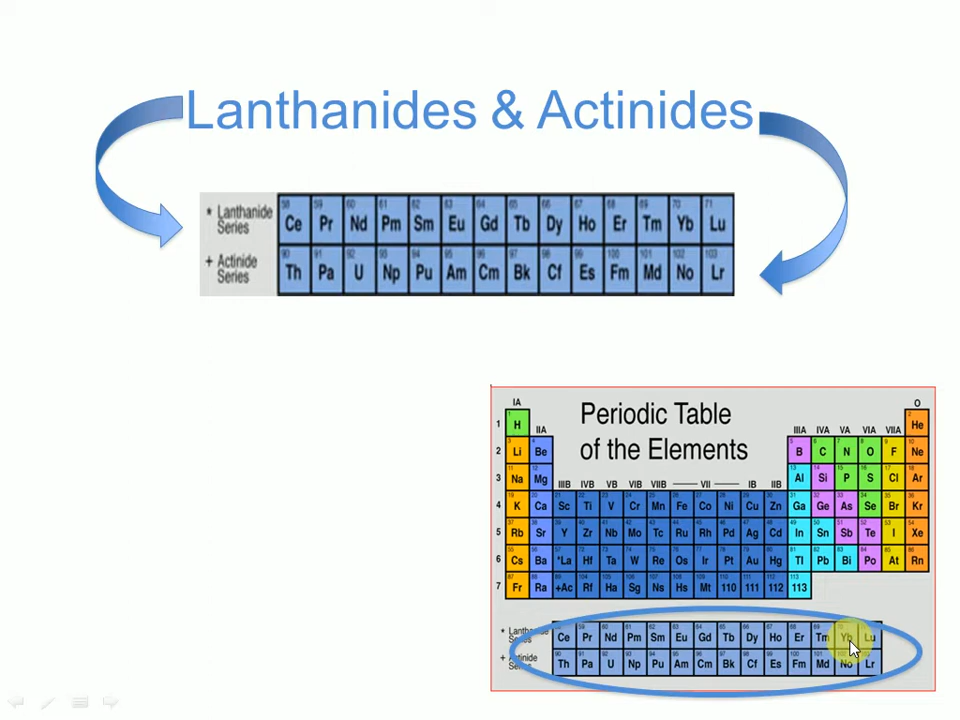 Lanthanides & Actinides
58 59 60 61 62 63 64 65 66 67 68 69 70 71
* Lanthanide Series Ce Pr Nd Pm Sm Eu Gd Tb Dy Ho Er Tm Yb Lu
90 91 92 93 94 95 96 97 98 99 100 101 102 103
+ Actinide Series Th Pa U Np Pu Am Cm Bk Cf Es Fm Md No Lr
Periodic Table
of the Elements
IA O
1 H IIA IIIA IVA VA VIA VIIA He
2 Li Be B C N O F Ne
3 Na Mg IIIB IVB VB VIB VIIB VII IB IIB Al Si P S Cl Ar
4 K Ca Sc Ti V Cr Mn Fe Co Ni Cu Zn Ga Ge As Se Br Kr
5 Rb Sr Y Zr Nb Mo Tc Ru Rh Pd Ag Cd In Sn Sb Te I Xe
6 Cs Ba *La Hf Ta W Re Os Ir Pt Au Hg Tl Pb Bi Po At Rn
7 Fr Ra +Ac Rf Ha Sg Ns Hs Mt 110 111 112 113
* Series Ce Pr Nd Pm Sm Eu Gd Tb Dy Ho Er Tm Yb Lu
+ Actinide Series Th Pa U Np Pu Am Cm Bk Cf Es Fm Md No Lr